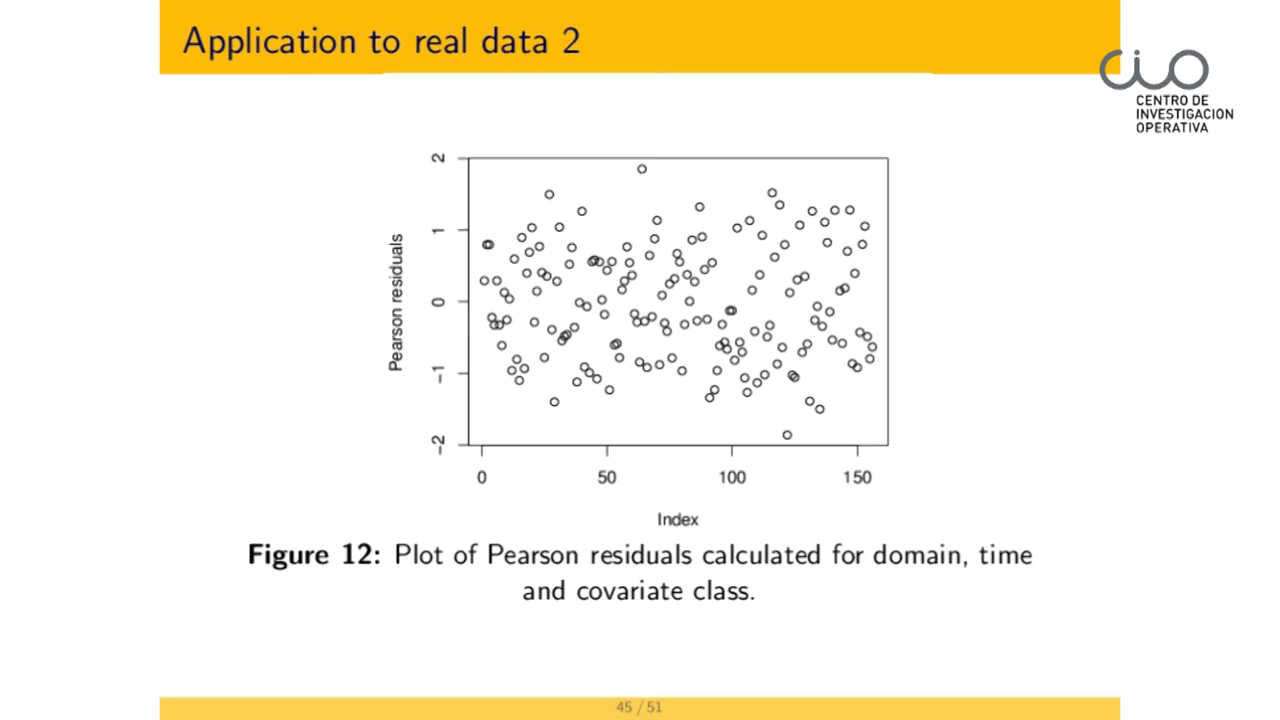 Application to real data 2
CENTRO DE
INVESTIGACION
OPERATIVA
2
1
0
-1
-2
Pearson residuals
0 50 100 150
Index
Figure 12: Plot of Pearson residuals calculated for domain, time
and covariate class.
45 / 51